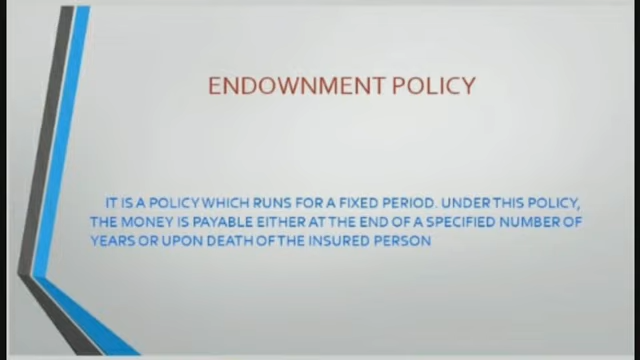 ENDOWNMENT POLICY
IT IS A POLICY WHICH RUNS FOR A FIXED PERIOD. UNDER THIS POLICY,
THE MONEY IS PAYABLE EITHER AT THE END OF A SPECIFIED NUMBER OF
YEARS OR UPON DEATH OF THE INSURED PERSON